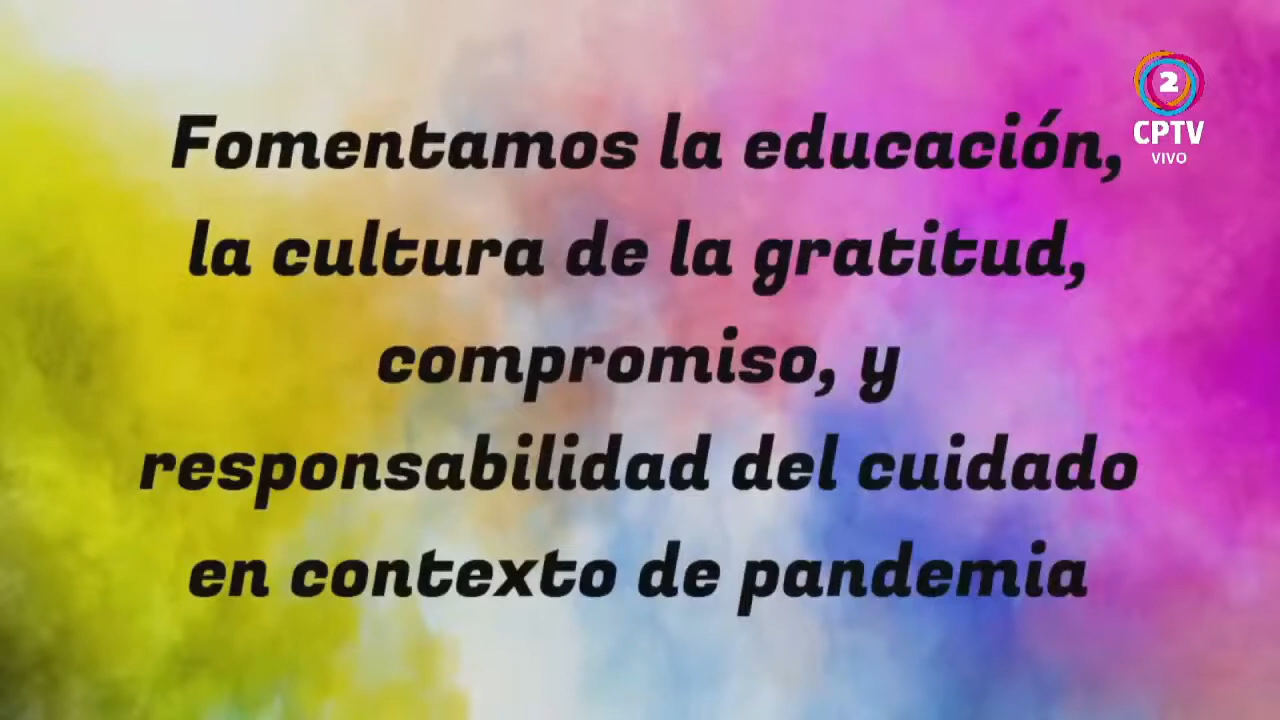 Fomentamos la educación,
la cultura de la gratitud,
compromiso, y
responsabilidad del cuidado
en contexto de pandemia
2
CPTV
VIVO